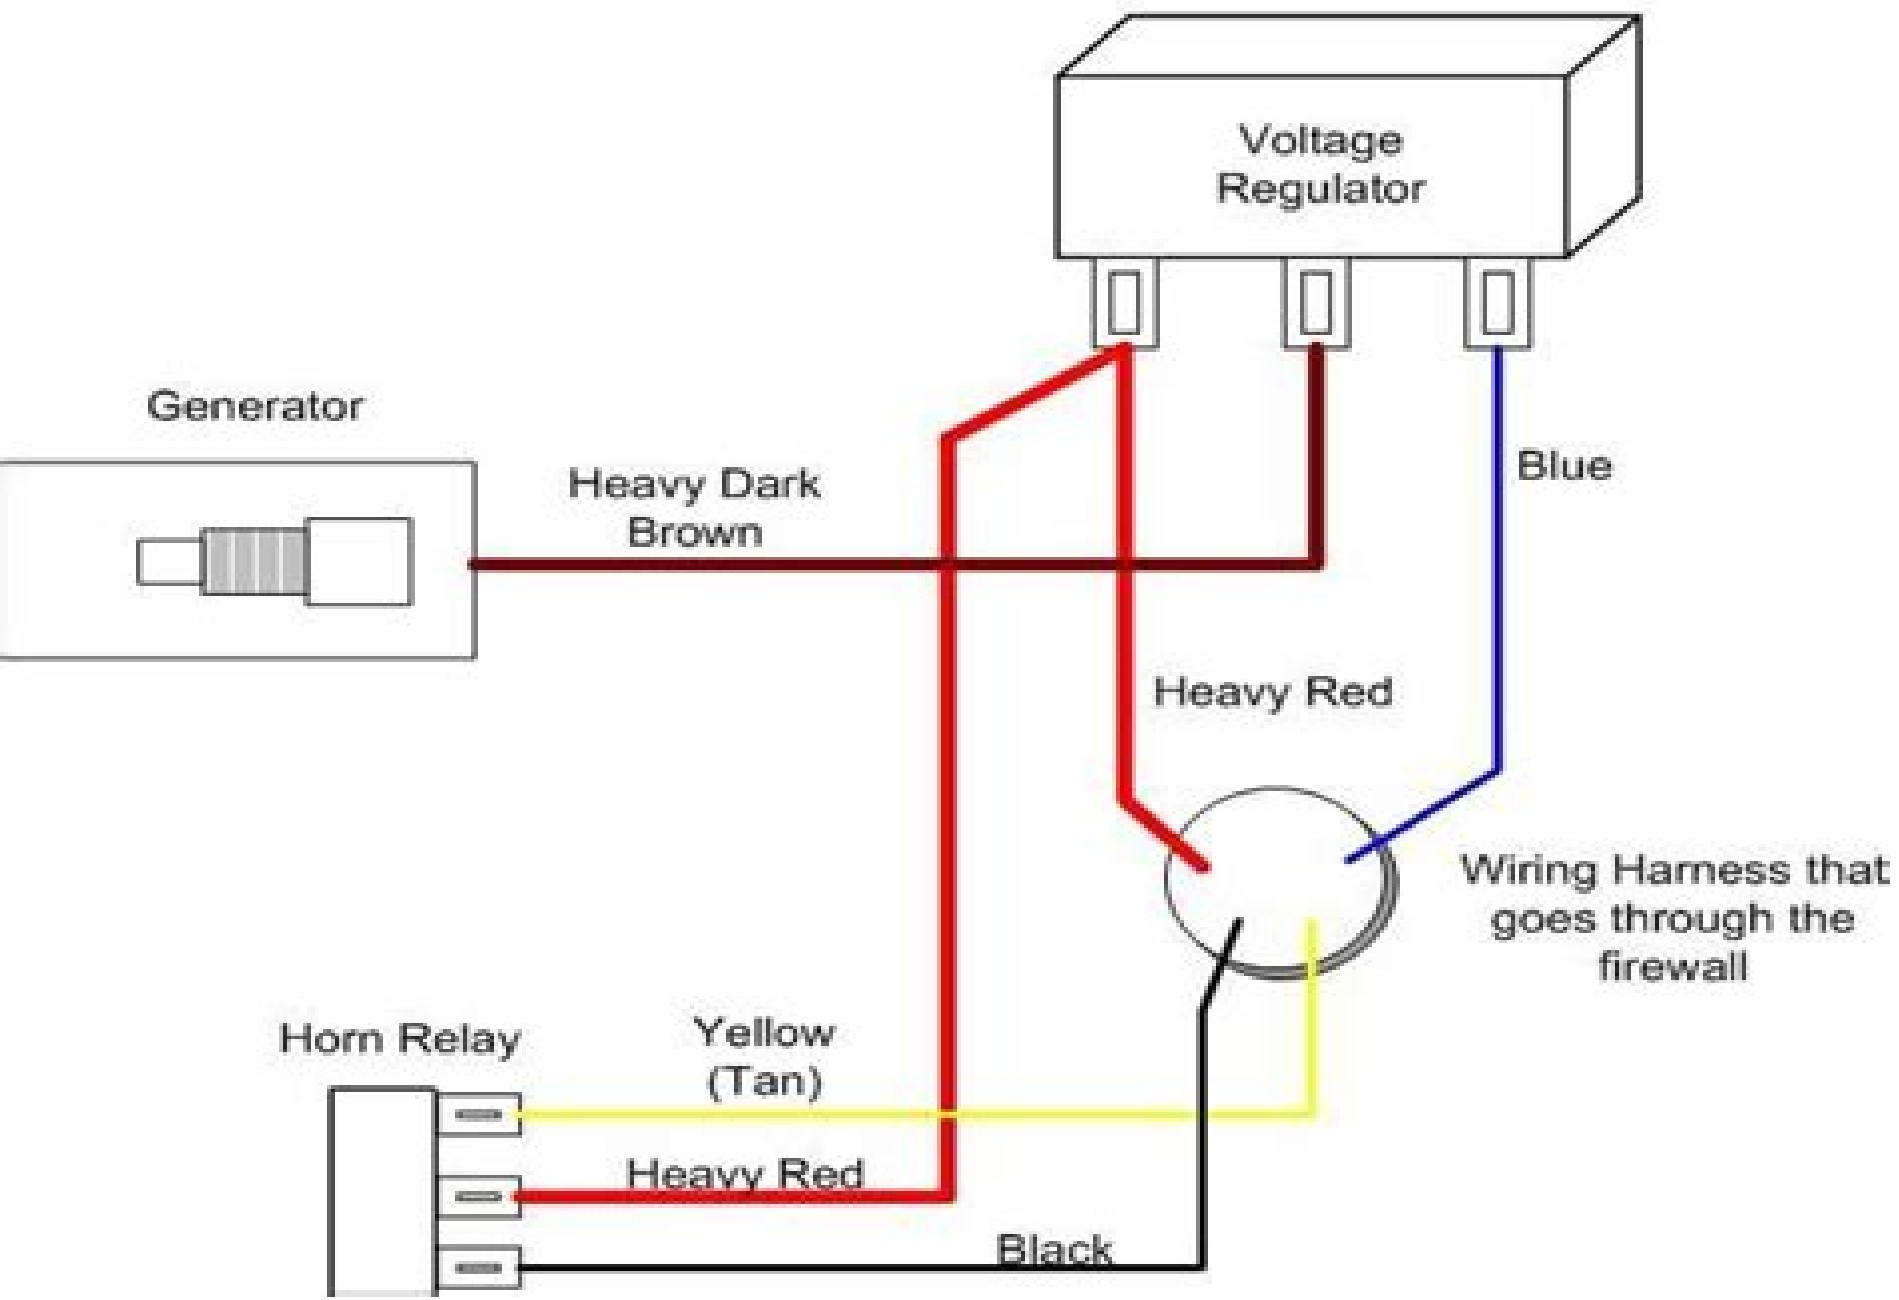 Voltage
Regulator
Generator
Heavy Dark
Brown
Blue
Heavy Red
Wiring Harness that
goes through the
firewall
Horn Relay
Yellow
(Tan)
Heavy Red
Black